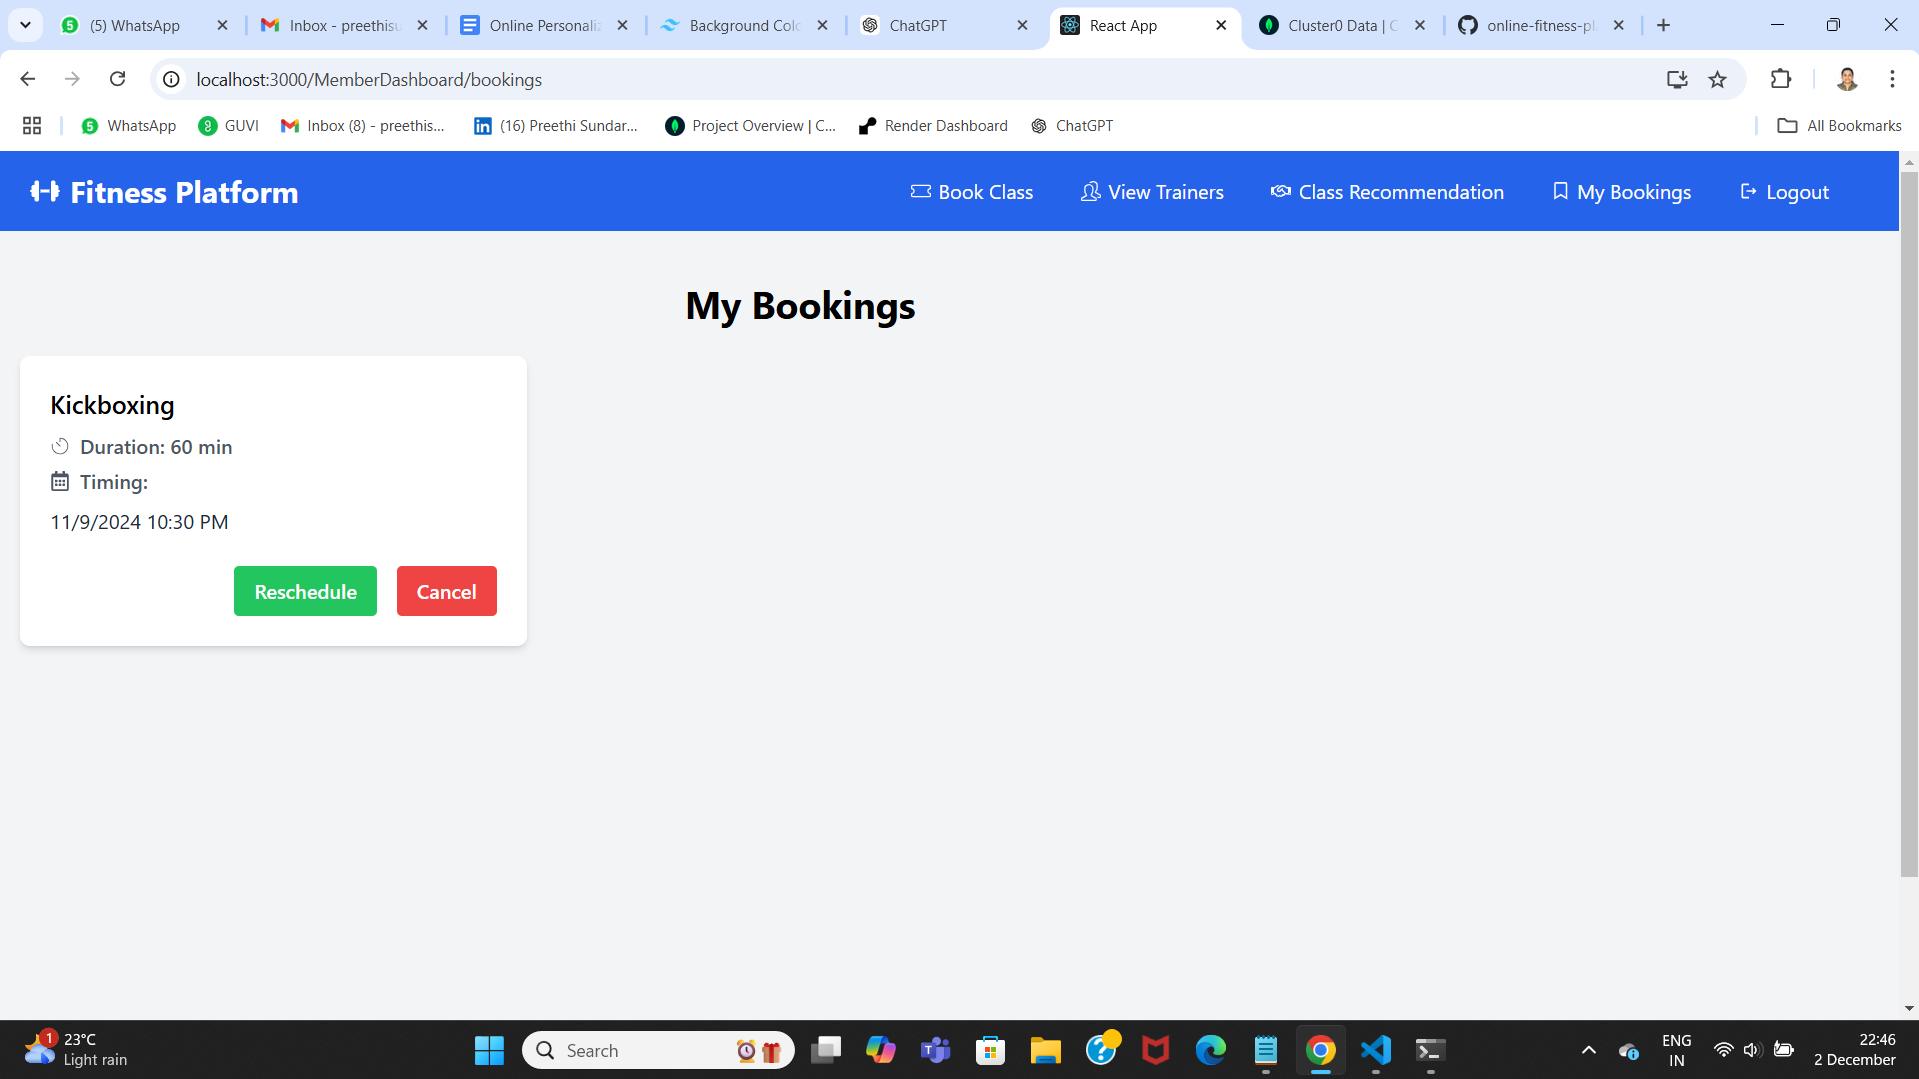 (5) WhatsApp
Inbox - preethisu
Online Personaliz
Background Colo
ChatGPT
React App
Cluster0 Data | C
online-fitness-pla
localhost:3000/MemberDashboard/bookings
WhatsApp
GUVI
Inbox (8) - preethis...
(16) Preethi Sundar...
Project Overview | C...
Render Dashboard
ChatGPT
All Bookmarks
Fitness Platform
Book Class
View Trainers
Class Recommendation
My Bookings
Logout
My Bookings
Kickboxing
Duration: 60 min
Timing:
11/9/2024 10:30 PM
Reschedule
Cancel
1
23°C
Light rain
Search
ENG
IN
22:46
2 December